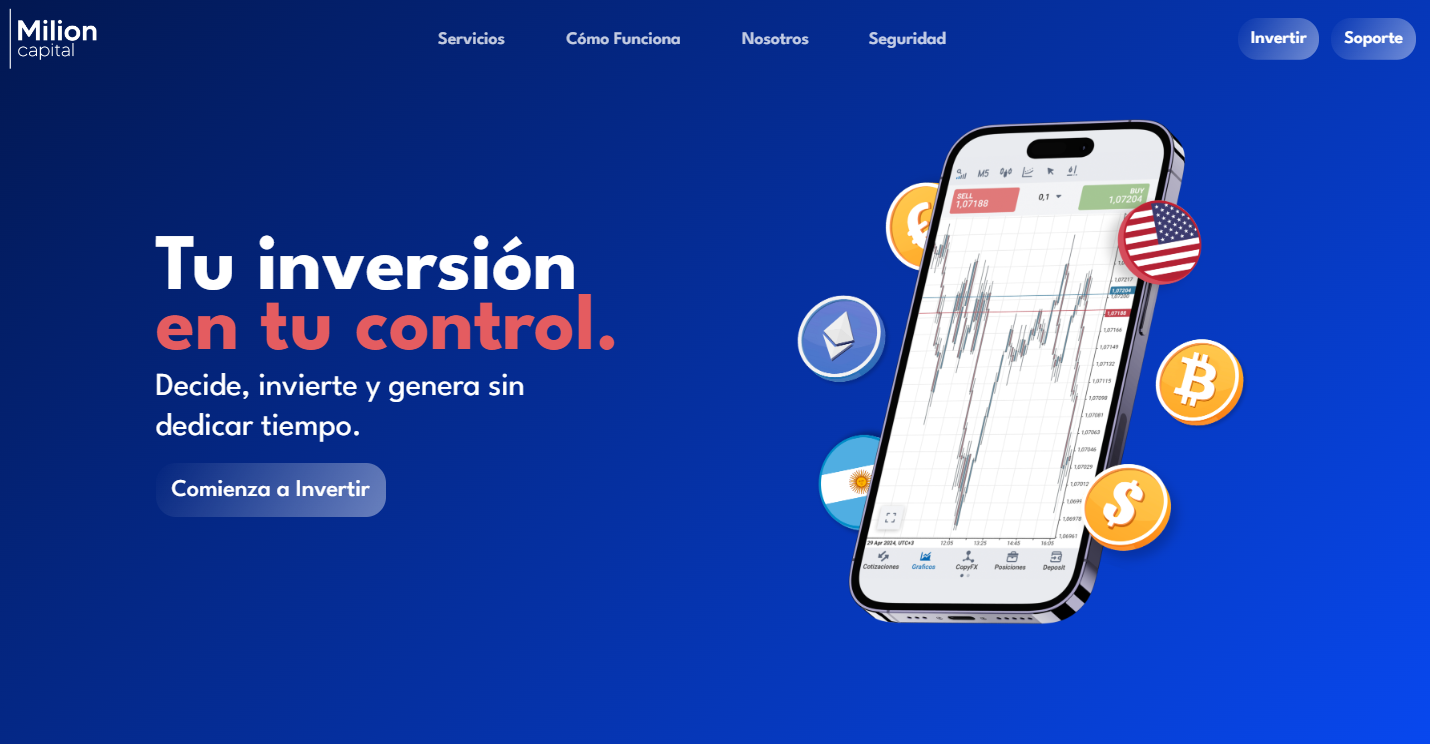 Milion
capital
Servicios
Cómo Funciona
Nosotros
Seguridad
Invertir
Soporte
Tu inversión
en tu control.
Decide, invierte y genera sin
dedicar tiempo.
Comienza a Invertir
M5
SELL
1,07188
0,1
BUY
1,07204
1,07217
1,07204
1,07200
1,07188
1,07166
1,07149
1,07132
1,07115
1,07098
1,07081
1,07063
1,07046
1,07029
1,07012
1,0699
1,06978
1,06961
29 Apr 2024, UTC+3
12:05
13:25
14:45
16:05
Cotizaciones
Graficos
CopyFX
Posiciones
Deposit